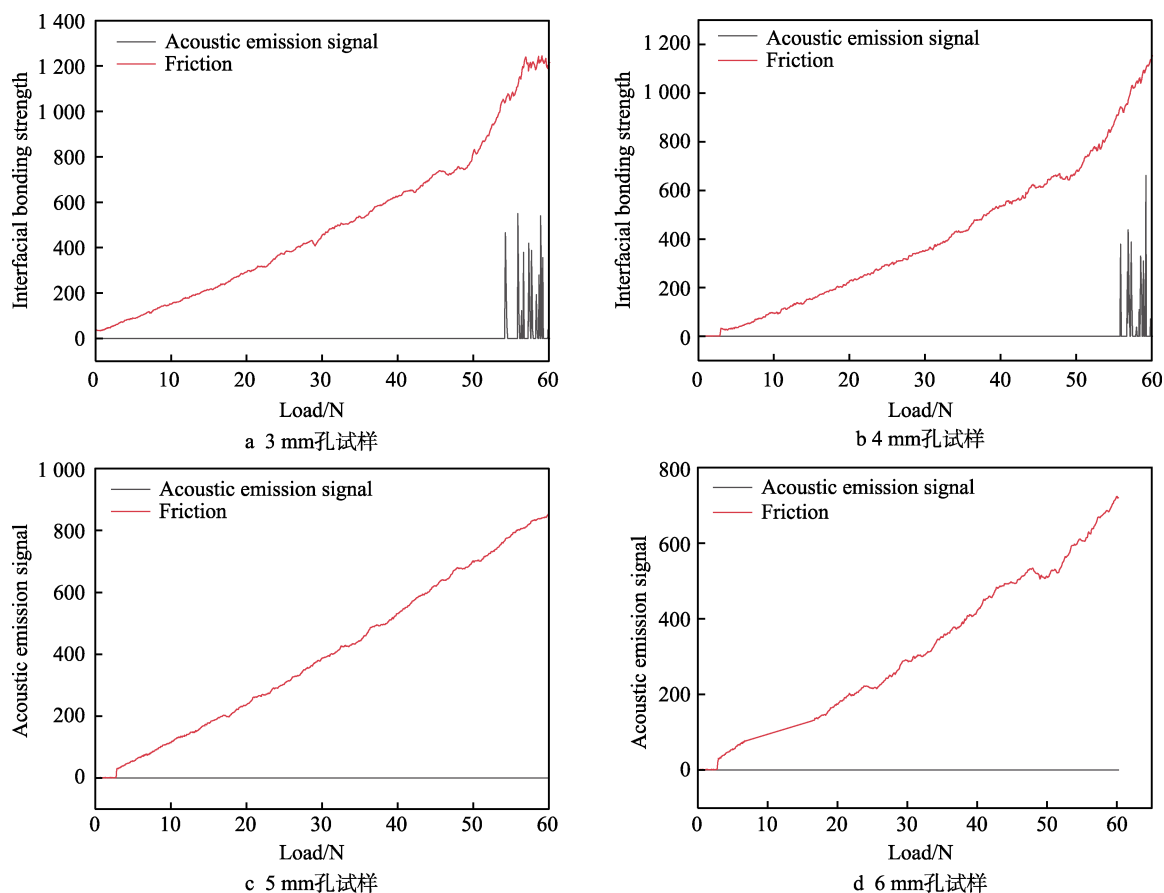 1 400
1 200
1 000
800
600
400
200
0
Interfacial bonding strength
Acoustic emission signal
Friction
0 10 20 30 40 50 60
Load/N
a 3 mm孔试样
1 200
1 000
800
600
400
200
0
Interfacial bonding strength
Acoustic emission signal
Friction
0 10 20 30 40 50 60
Load/N
b 4 mm孔试样
1 000
800
600
400
200
0
Acoustic emission signal
Acoustic emission signal
Friction
0 10 20 30 40 50 60
Load/N
c 5 mm孔试样
800
600
400
200
0
Acoustic emission signal
Acoustic emission signal
Friction
0 10 20 30 40 50 60
Load/N
d 6 mm孔试样